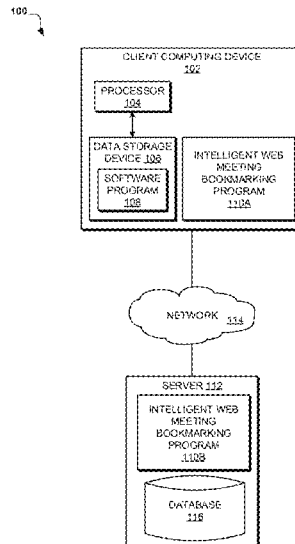 100
CLIENT COMPUTING DEVICE
102
PROCESSOR
104
DATA STORAGE
DEVICE 106
SOFTWARE
PROGRAM
108
INTELLIGENT WEB
MEETING
BOOKMARKING
PROGRAM
110A
NETWORK 114
SERVER 112
INTELLIGENT WEB
MEETING
BOOKMARKING
PROGRAM
110B
DATABASE
116